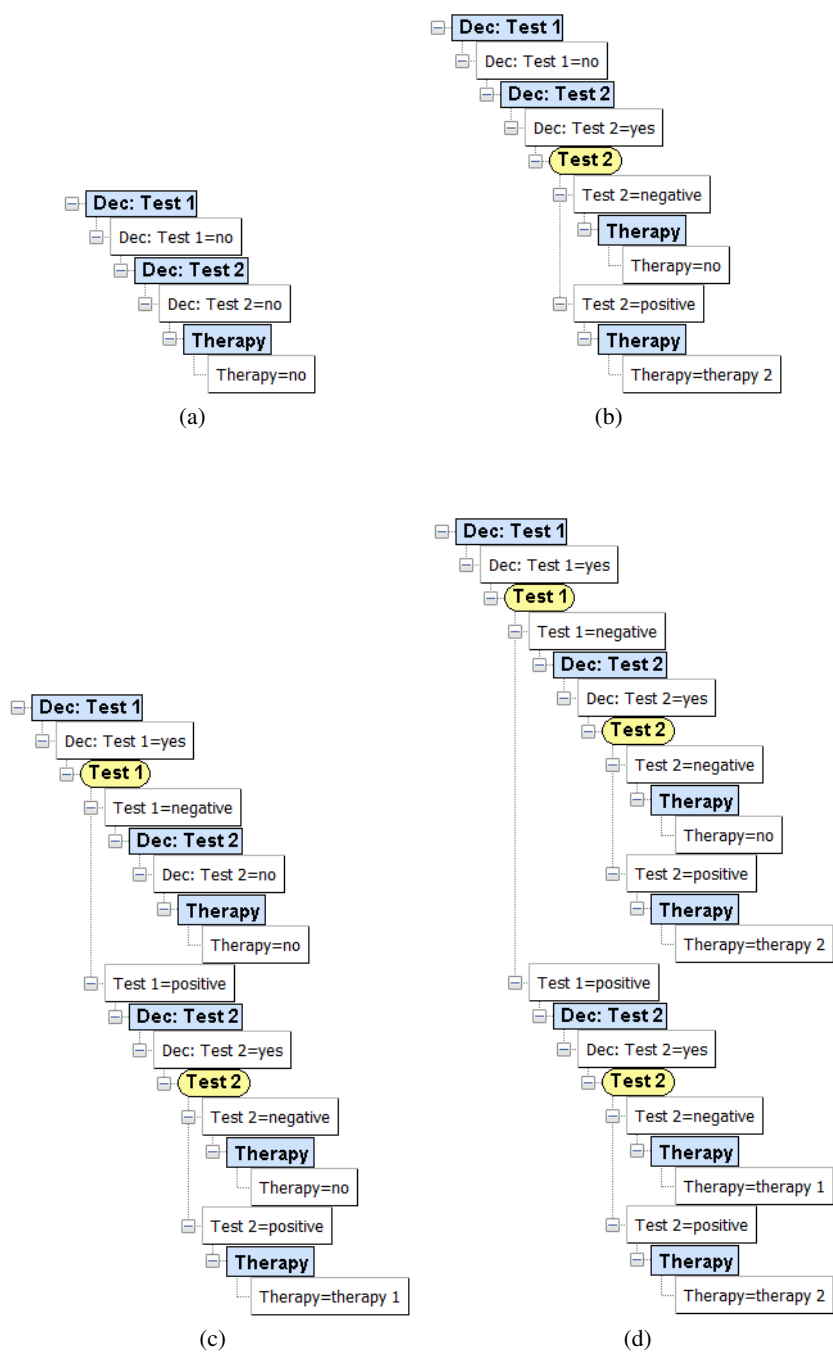 Dec: Test 1
Dec: Test 1=no
Dec: Test 2
Dec: Test 2=no
Therapy
Therapy=no
(a)
Dec: Test 1
Dec: Test 1=no
Dec: Test 2
Dec: Test 2=yes
Test 2
Test 2=negative
Therapy
Therapy=no
Test 2=positive
Therapy
Therapy=therapy 2
(b)
Dec: Test 1
Dec: Test 1=yes
Test 1
Test 1=negative
Dec: Test 2
Dec: Test 2=no
Therapy
Therapy=no
Test 1=positive
Dec: Test 2
Dec: Test 2=yes
Test 2
Test 2=negative
Therapy
Therapy=no
Test 2=positive
Therapy
Therapy=therapy 1
(c)
Dec: Test 1
Dec: Test 1=yes
Test 1
Test 1=negative
Dec: Test 2
Dec: Test 2=yes
Test 2
Test 2=negative
Therapy
Therapy=no
Test 2=positive
Therapy
Therapy=therapy 2
Test 1=positive
Dec: Test 2
Dec: Test 2=yes
Test 2
Test 2=negative
Therapy
Therapy=therapy 1
Test 2=positive
Therapy
Therapy=therapy 2
(d)